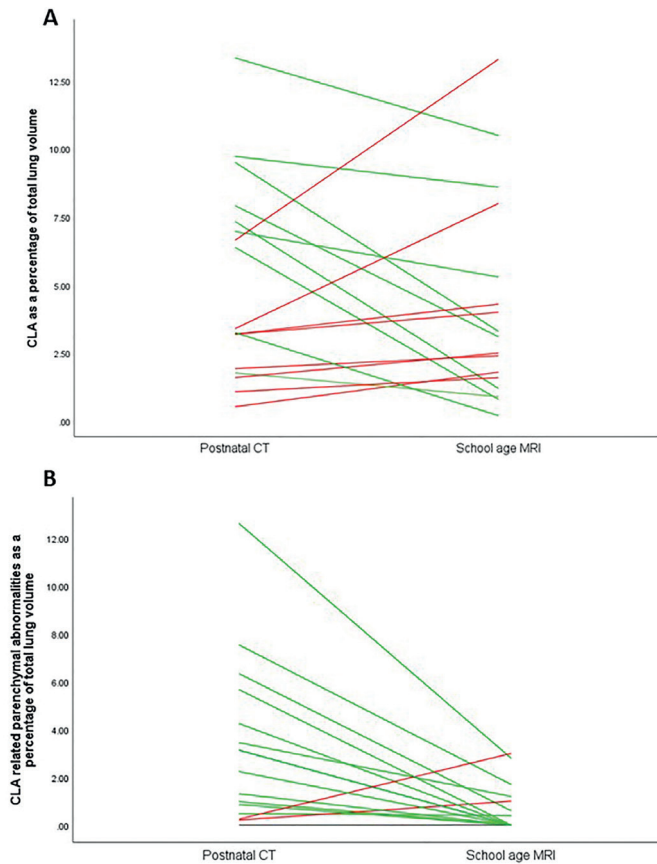 A
CLA as a percentage of total lung volume
12.50
10.00
7.50
5.00
2.50
.00
Postnatal CT
School age MRI
B
CLA related parenchymal abnormalities as a
percentage of total lung volume
12.00
10.00
8.00
6.00
4.00
2.00
.00
Postnatal CT
School age MRI